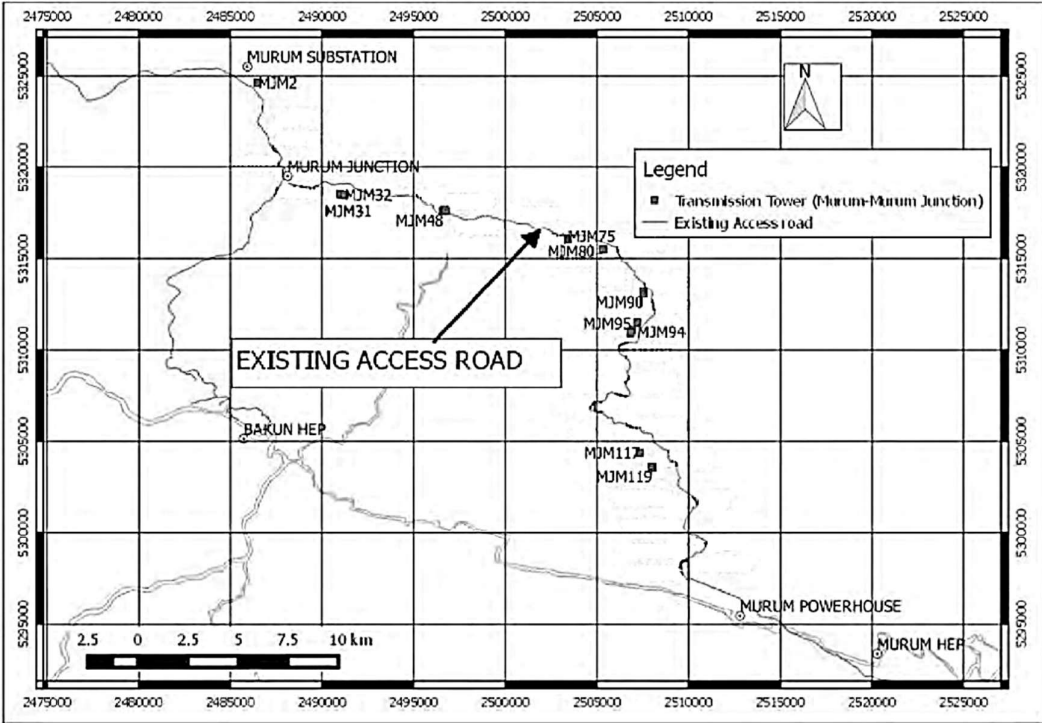 2475000 2480000 2485000 2490000 2495000 2500000 2505000 2510000 2515000 2520000 2525000
5325000 5325000
MURUM SUBSTATION
MJM2
N
5320000 5320000
MURUM JUNCTION
Legend
Transmission Tower (Murum-Murum Junction)
Existing Access road
MJM32
MJM31
MJM48
MJM75
MJM80
5315000 5315000
MJM90
MJM95 MJM94
5310000 5310000
EXISTING ACCESS ROAD
BAKUN HEP
5305000 5305000
MJM117
MJM119
5300000 5300000
MURUM POWERHOUSE
5295000 5295000
MURUM HEP
2.5 0 2.5 5 7.5 10 km
2475000 2480000 2485000 2490000 2495000 2500000 2505000 2510000 2515000 2520000 2525000